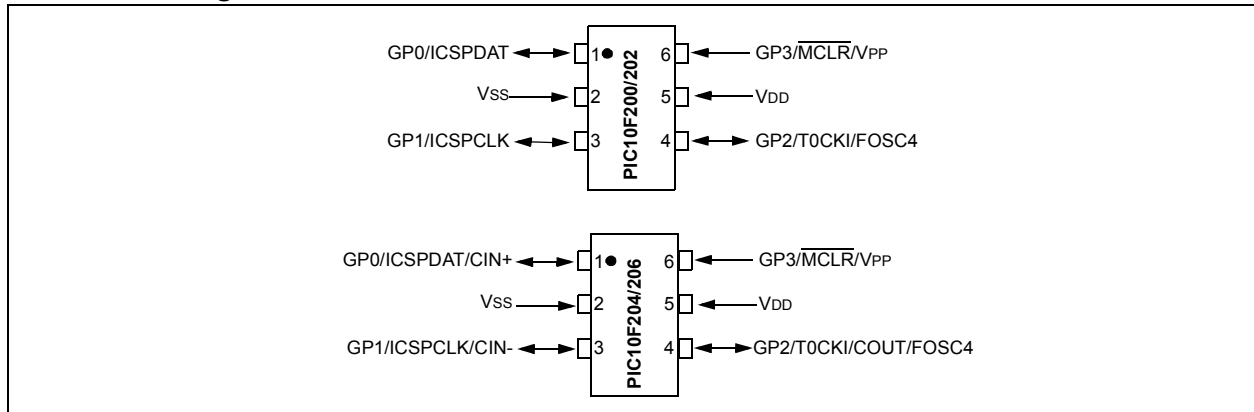 GP0/ICSPDAT 1 6 GP3/MCLR/VPP
VSS 2 5 VDD
GP1/ICSPCLK 3 4 GP2/T0CKI/FOSC4
PIC10F200/202
GP0/ICSPDAT/CIN+ 1 6 GP3/MCLR/VPP
VSS 2 5 VDD
GP1/ICSPCLK/CIN- 3 4 GP2/T0CKI/COUT/FOSC4
PIC10F204/206